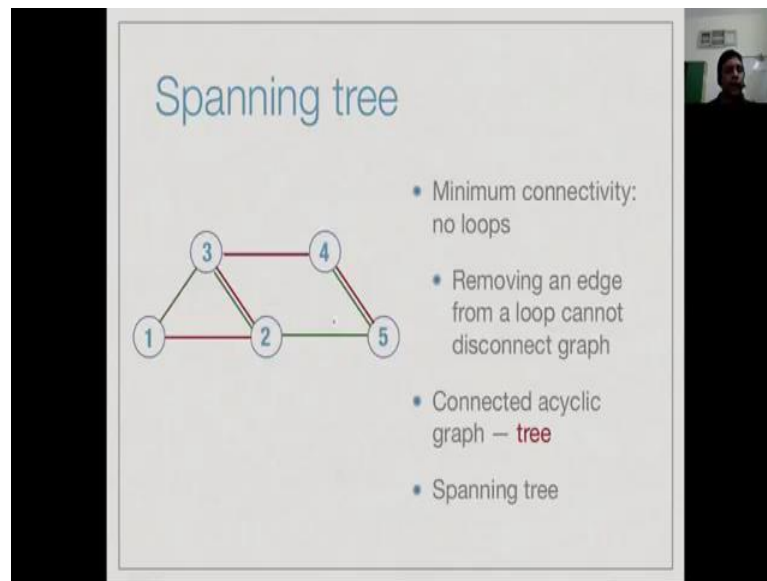 Spanning tree
• Minimum connectivity:
no loops
• Removing an edge
from a loop cannot
disconnect graph
• Connected acyclic
graph — tree
• Spanning tree
3
4
1
2
5